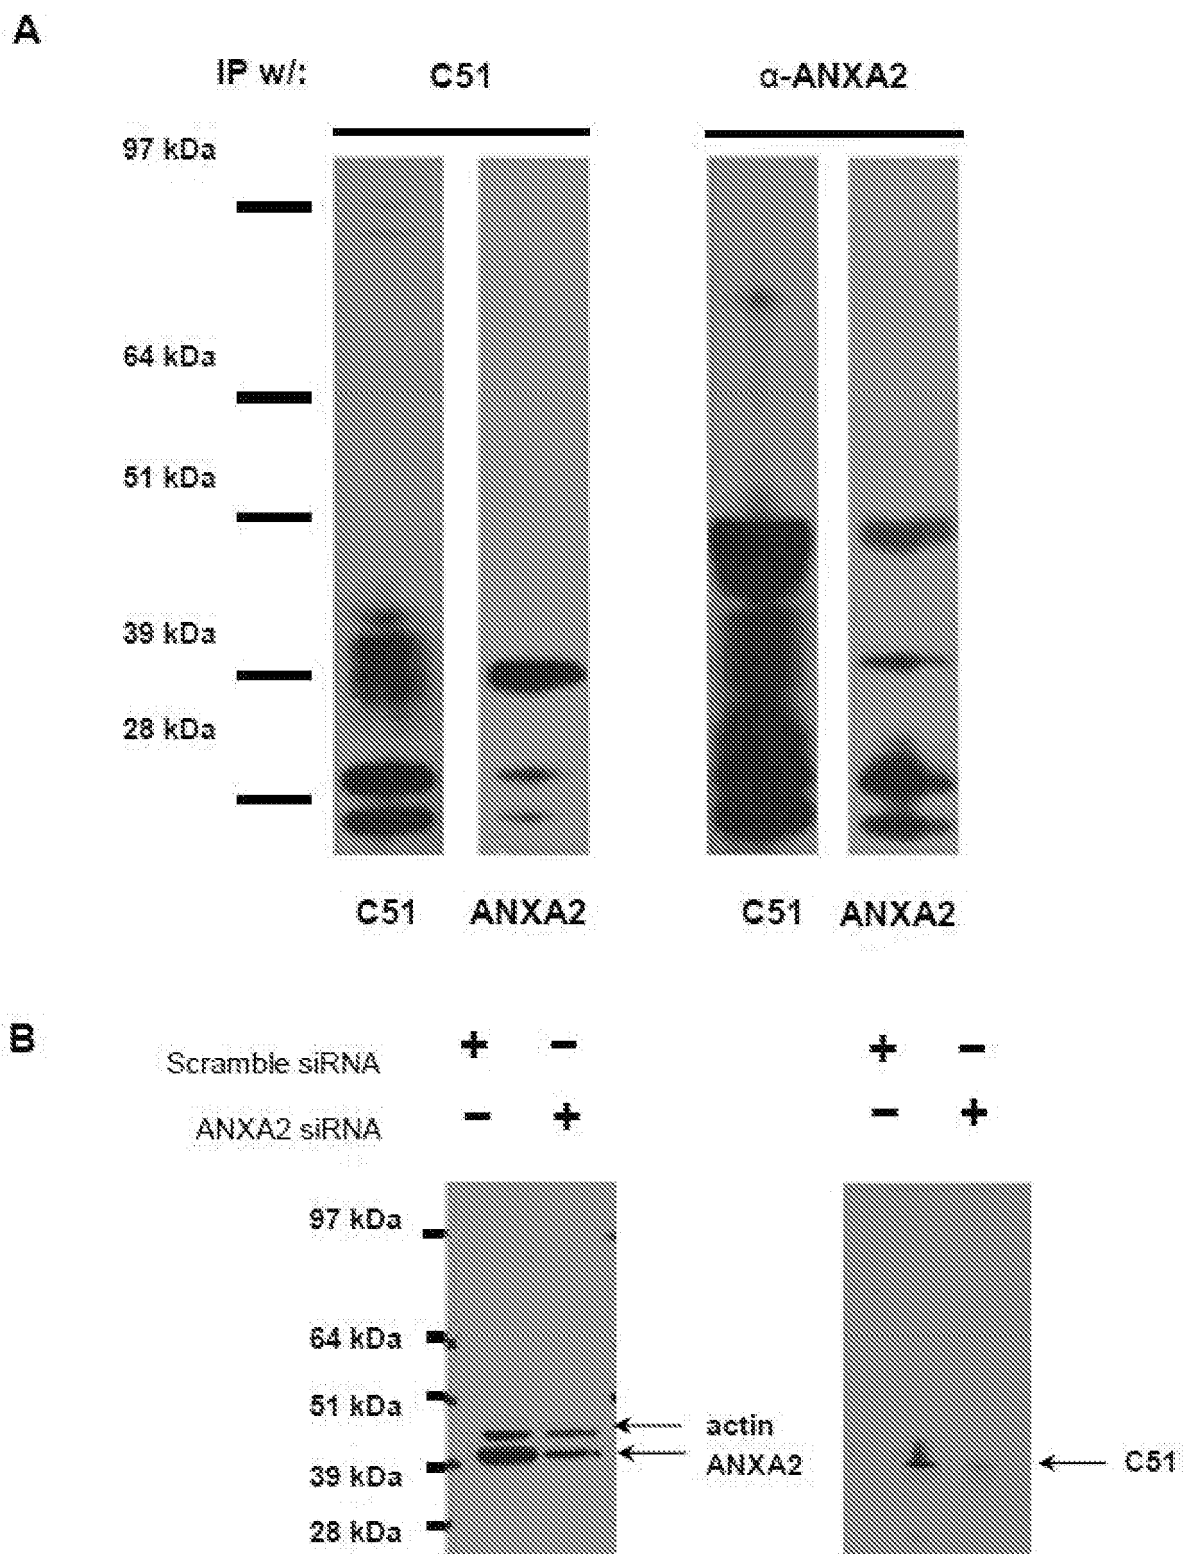 A
IP w/: C51 α-ANXA2
97 kDa
64 kDa
51 kDa
39 kDa
28 kDa
C51 ANXA2 C51 ANXA2
B
Scramble siRNA + − + −
ANXA2 siRNA − + − +
97 kDa
64 kDa
51 kDa
actin
ANXA2
C51
39 kDa
28 kDa